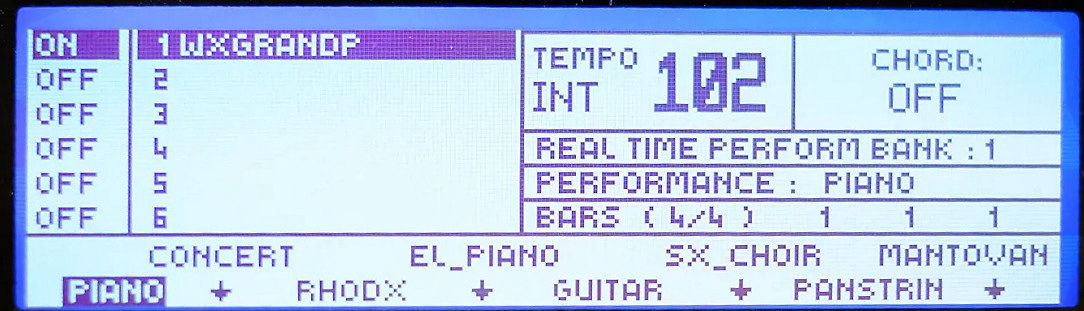 ON 1 WXGRANDP
OFF 2
OFF 3
OFF 4
OFF 5
OFF 6
TEMPO
INT 102
CHORD:
OFF
REAL TIME PERFORM BANK : 1
PERFORMANCE : PIANO
BARS ( 4/4 ) 1 1 1
CONCERT EL_PIANO SX_CHOIR MANTOVAN
PIANO ↓ RHODX ↓ GUITAR ↓ PANSTRIN ↓